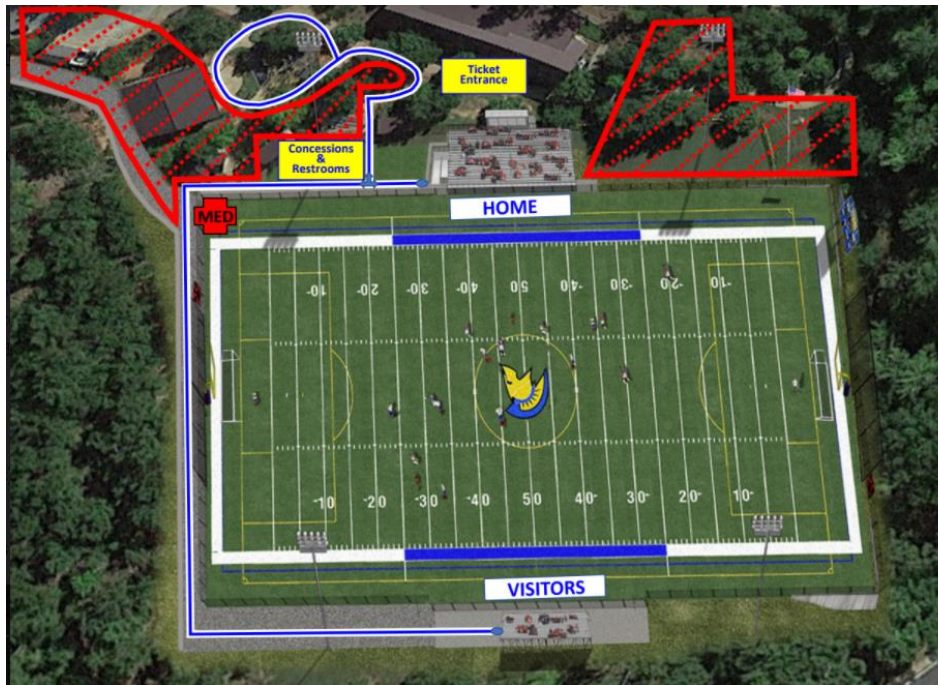 Ticket
Entrance
Concessions
&
Restrooms
MED
HOME
10 20 30 40 50 40 30 20 10
-10 -20 -30 -40 50 40- 30- 20- 10-
VISITORS